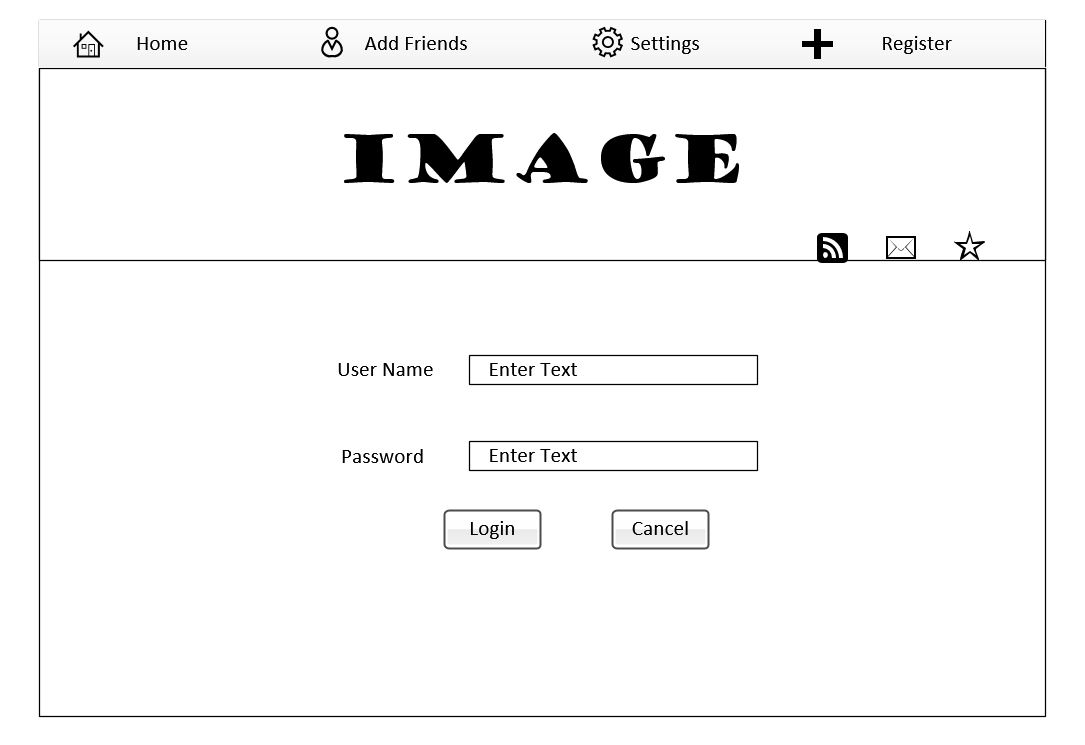 Home Add Friends Settings Register
IMAGE
User Name Enter Text
Password Enter Text
Login Cancel